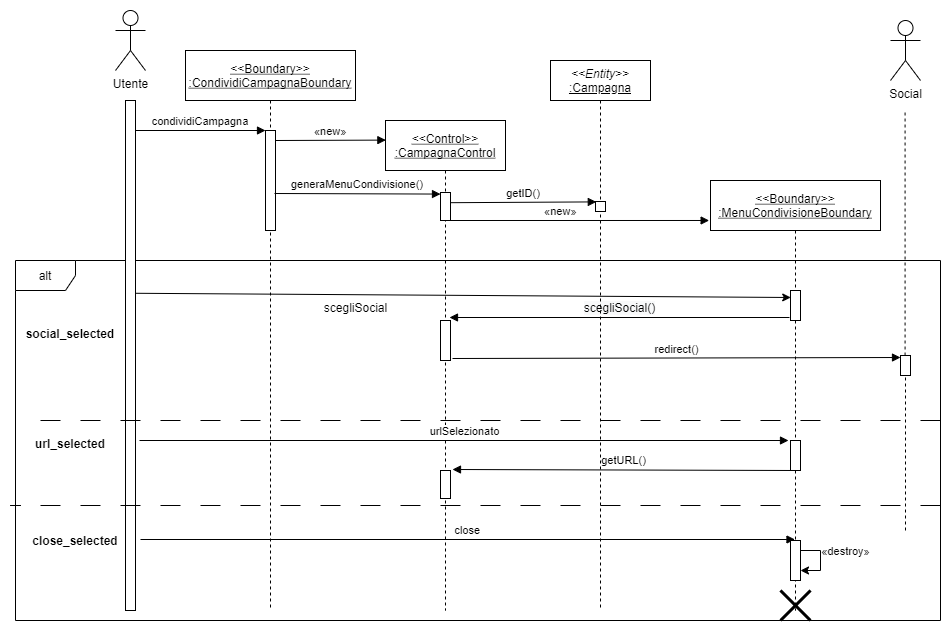 Utente
Social
<<Boundary>>
:CondividiCampagnaBoundary
<<Entity>>
:Campagna
condividiCampagna
«new»
<<Control>>
:CampagnaControl
generaMenuCondivisione()
getID()
«new»
<<Boundary>>
:MenuCondivisioneBoundary
alt
scegliSocial
scegliSocial()
social_selected
redirect()
urlSelezionato
url_selected
getURL()
close
close_selected
«destroy»